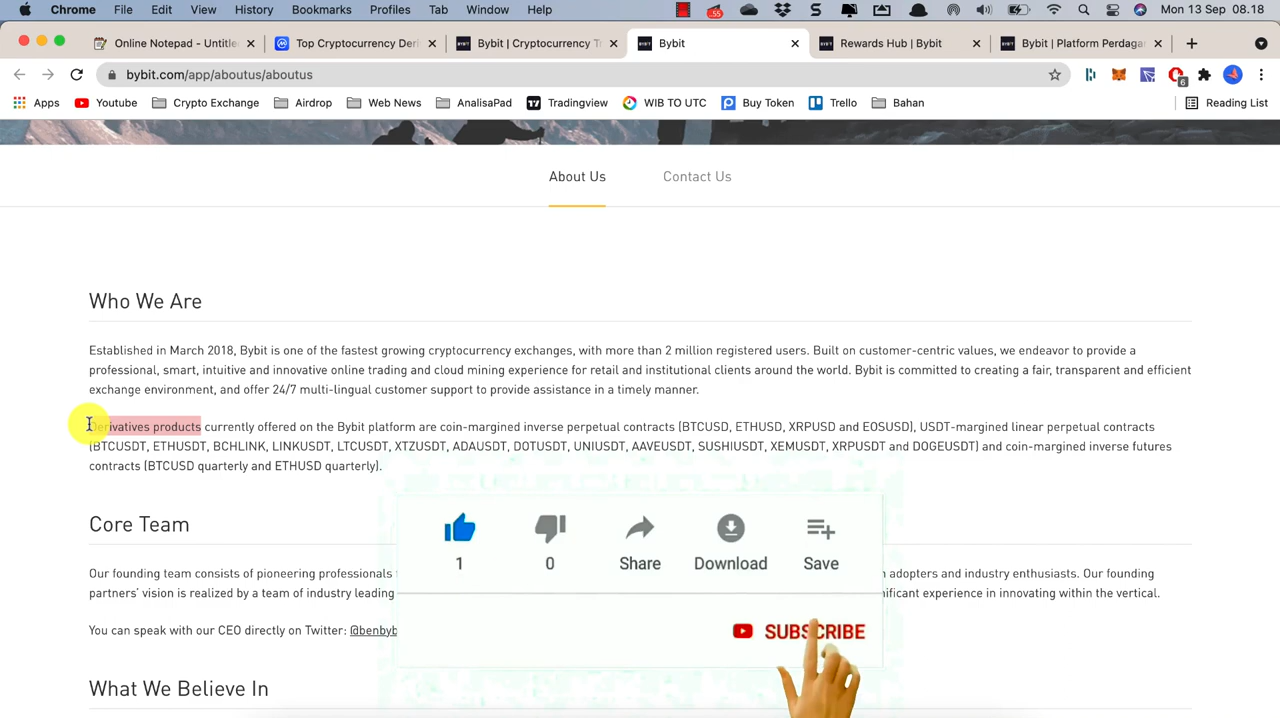 Chrome File Edit View History Bookmarks Profiles Tab Window Help 55 Mon 13 Sep 08.18
Online Notepad - Untitle Top Cryptocurrency Deri Bybit | Cryptocurrency T Bybit Rewards Hub | Bybit Bybit | Platform Perdaga
bybit.com/app/aboutus/aboutus 6
Apps Youtube Crypto Exchange Airdrop Web News AnalisaPad Tradingview WIB TO UTC Buy Token Trello Bahan Reading List
About Us Contact Us
Who We Are
Established in March 2018, Bybit is one of the fastest growing cryptocurrency exchanges, with more than 2 million registered users. Built on customer-centric values, we endeavor to provide a
professional, smart, intuitive and innovative online trading and cloud mining experience for retail and institutional clients around the world. Bybit is committed to creating a fair, transparent and efficient
exchange environment, and offer 24/7 multi-lingual customer support to provide assistance in a timely manner.
Derivatives products currently offered on the Bybit platform are coin-margined inverse perpetual contracts (BTCUSD, ETHUSD, XRPUSD and EOSUSD), USDT-margined linear perpetual contracts
(BTCUSDT, ETHUSDT, BCHLINK, LINKUSDT, LTCUSDT, XTZUSDT, ADAUSDT, DOTUSDT, UNIUSDT, AAVEUSDT, SUSHIUSDT, XEMUSDT, XRPUSDT and DOGEUSDT) and coin-margined inverse futures
contracts (BTCUSD quarterly and ETHUSD quarterly).
Core Team
Our founding team consists of pioneering professionals adopters and industry enthusiasts. Our founding
partners' vision is realized by a team of industry leading experience in innovating within the vertical.
You can speak with our CEO directly on Twitter: @benbyb
What We Believe In
1 0 Share Download Save
SUBSCRIBE